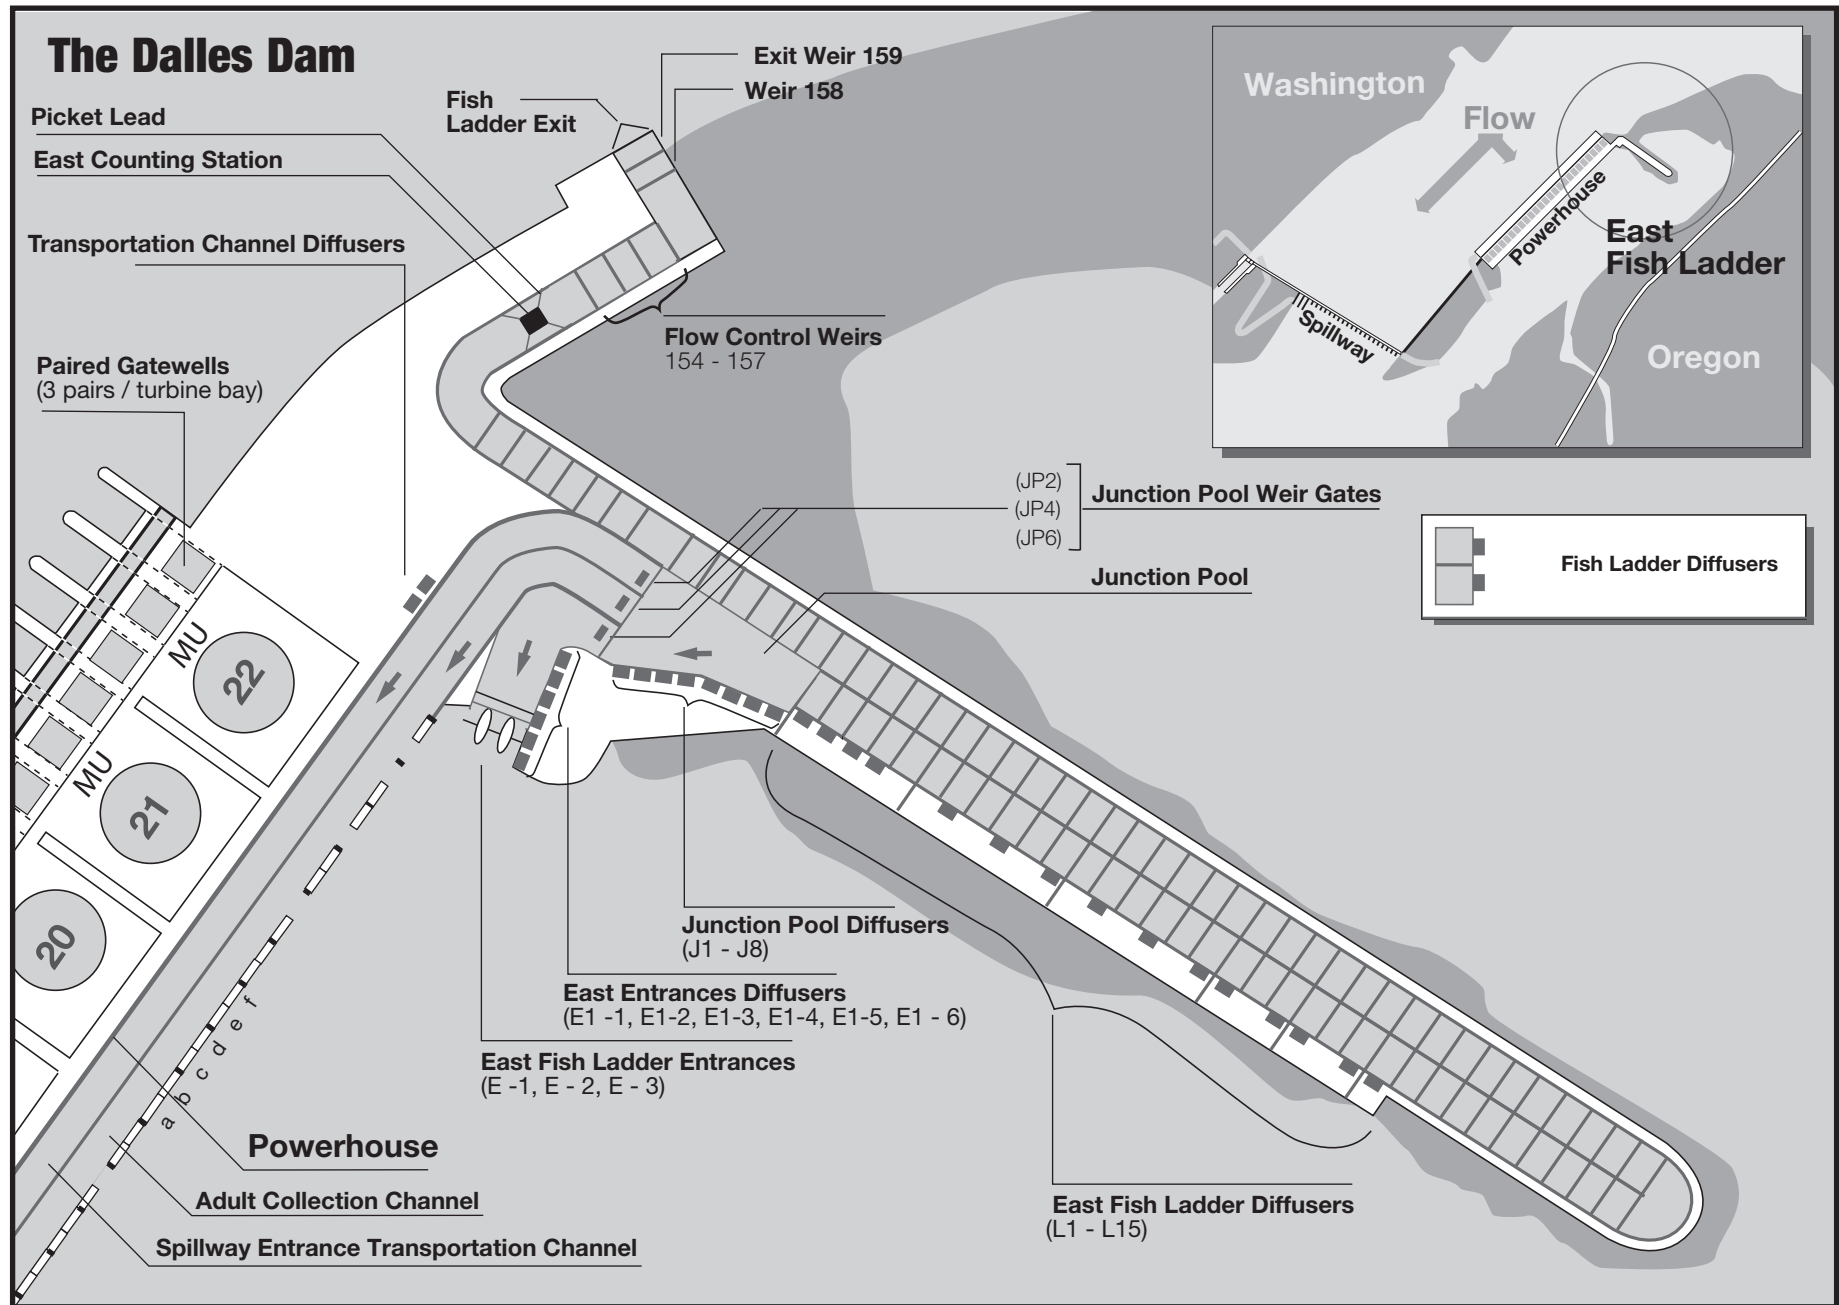 The Dalles Dam
Exit Weir 159
Weir 158
Fish
Ladder Exit
Picket Lead
East Counting Station
Transportation Channel Diffusers
Paired Gatewells
(3 pairs / turbine bay)
Flow Control Weirs
154 - 157
Washington
Flow
Powerhouse
East
Fish Ladder
Spillway
Oregon
(JP2)
(JP4)
(JP6)
Junction Pool Weir Gates
Junction Pool
Fish Ladder Diffusers
MU
22
MU
21
20
Junction Pool Diffusers
(J1 - J8)
East Entrances Diffusers
(E1 -1, E1-2, E1-3, E1-4, E1-5, E1 - 6)
East Fish Ladder Entrances
(E -1, E - 2, E - 3)
a b c d e f
Powerhouse
Adult Collection Channel
Spillway Entrance Transportation Channel
East Fish Ladder Diffusers
(L1 - L15)